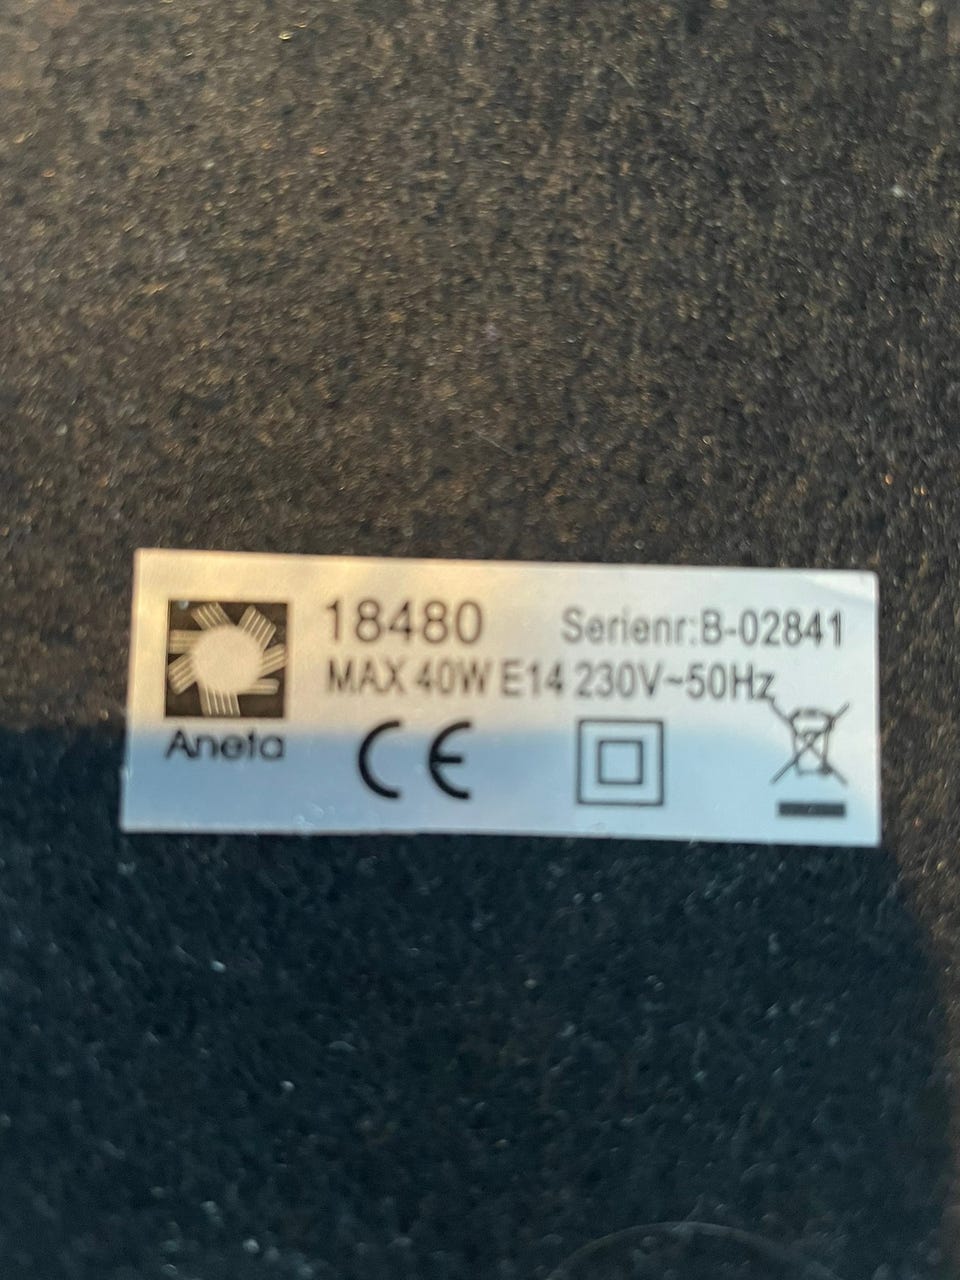 18480 Serienr:B-02841
MAX 40W E14 230V~50Hz
Aneta
CE